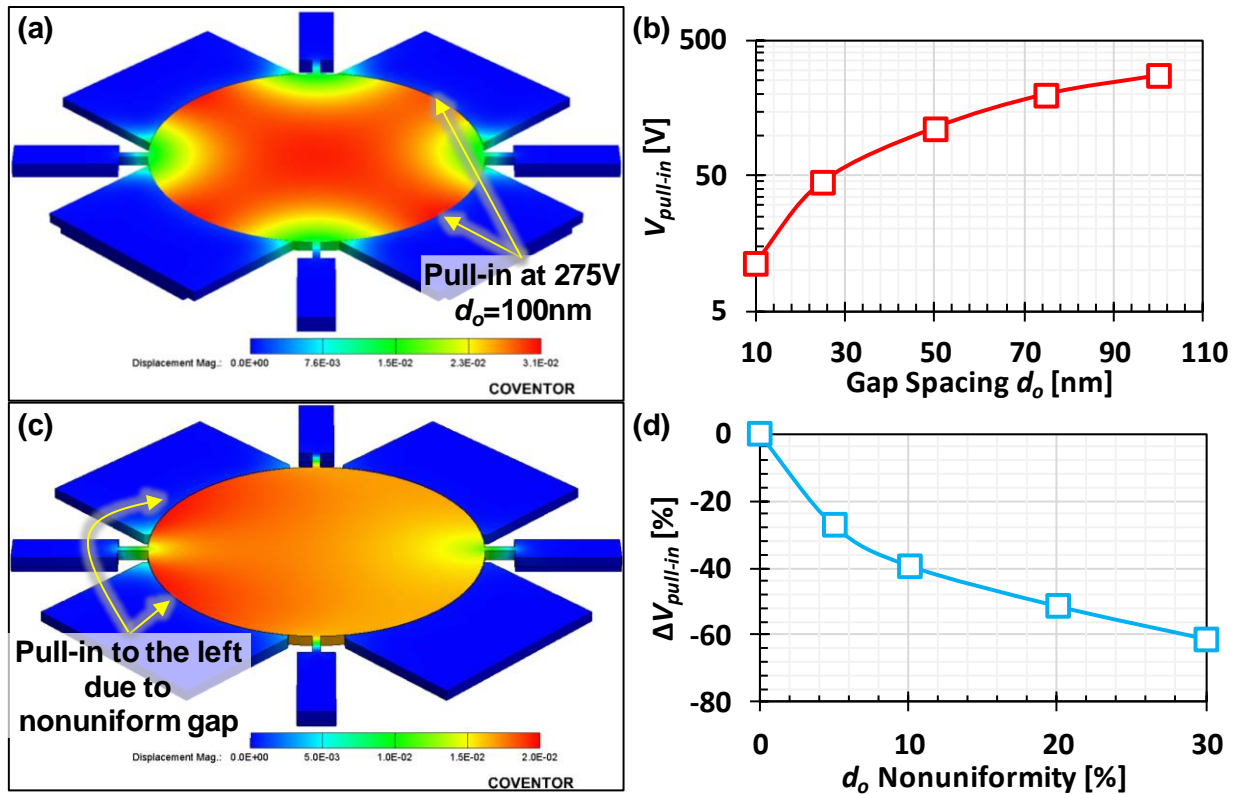 (a)
Pull-in at 275V
do=100nm
Displacement Mag.: 0.0E+00 7.6E-03 1.5E-02 2.3E-02 3.1E-02
COVENTOR
(b)
500
50
5
Vpull-in [V]
10 30 50 70 90 110
Gap Spacing do [nm]
(c)
Pull-in to the left
due to
nonuniform gap
Displacement Mag.: 0.0E+00 5.0E-03 1.0E-02 1.5E-02 2.0E-02
COVENTOR
(d)
0
-20
-40
-60
-80
ΔVpull-in [%]
0 10 20 30
do Nonuniformity [%]